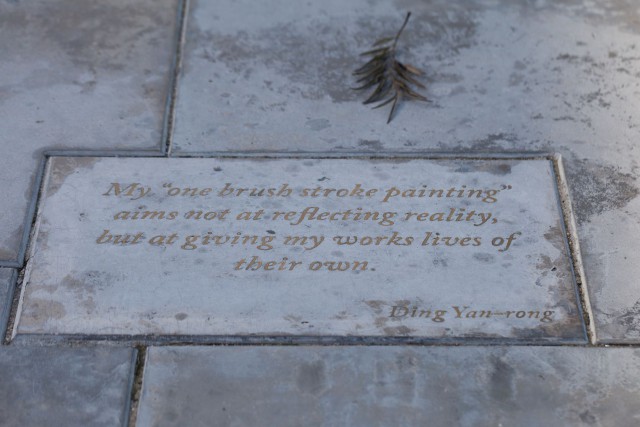 My "one brush stroke painting"
aims not at reflecting reality,
but at giving my works lives of
their own.
Ding Yan-rong